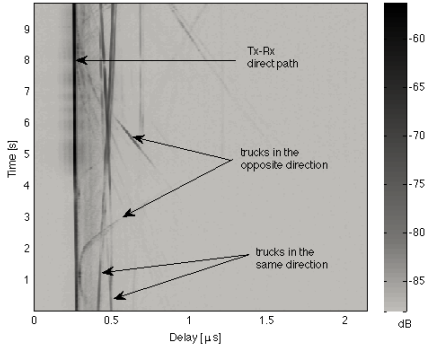 9
8
7
6
5
4
3
2
1
Time [s]
0
0.5
1
1.5
2
Delay [μs]
Tx-Rx
direct path
trucks in the
opposite direction
trucks in the
same direction
-60
-65
-70
-75
-80
-85
dB